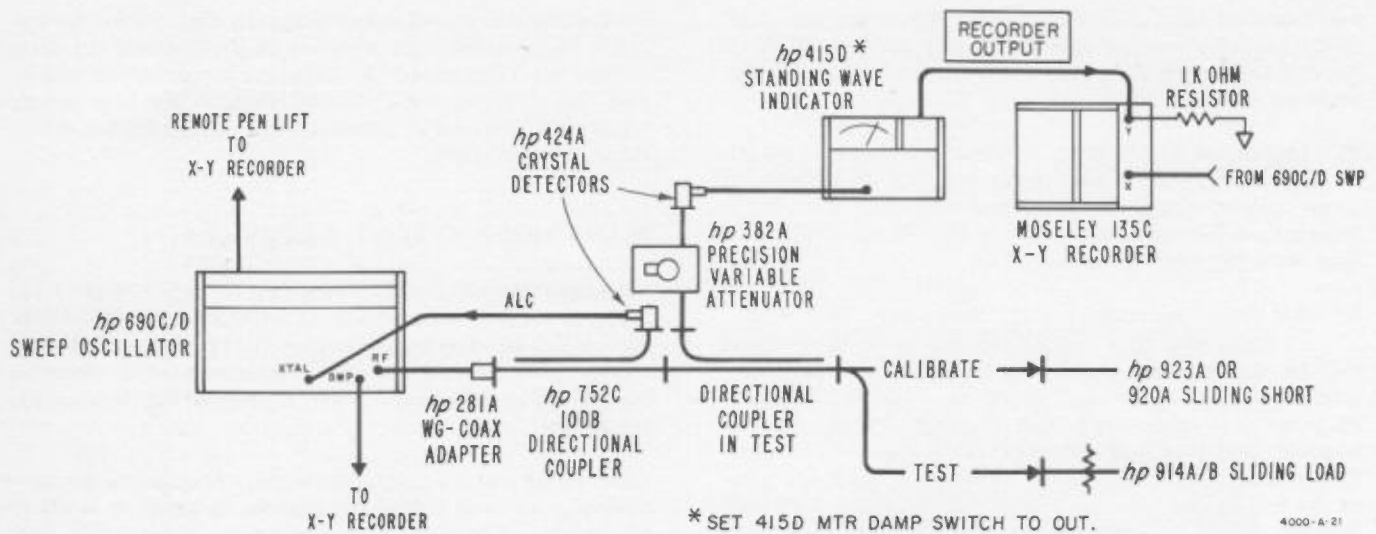 RECORDER
OUTPUT
hp 415D *
STANDING WAVE
INDICATOR
1K OHM
RESISTOR
Y
X
FROM 690C/D SWP
MOSELEY 135C
X-Y RECORDER
REMOTE PEN LIFT
TO
X-Y RECORDER
hp 424A
CRYSTAL
DETECTORS
hp 382A
PRECISION
VARIABLE
ATTENUATOR
ALC
hp 690C/D
SWEEP OSCILLATOR
XTAL
SWP
RF
hp 281A
WG-COAX
ADAPTER
hp 752C
10DB
DIRECTIONAL
COUPLER
DIRECTIONAL
COUPLER
IN TEST
CALIBRATE
hp 923A OR
920A SLIDING SHORT
TEST
hp 914A/B SLIDING LOAD
TO
X-Y RECORDER
* SET 415D MTR DAMP SWITCH TO OUT.
4000-A-21